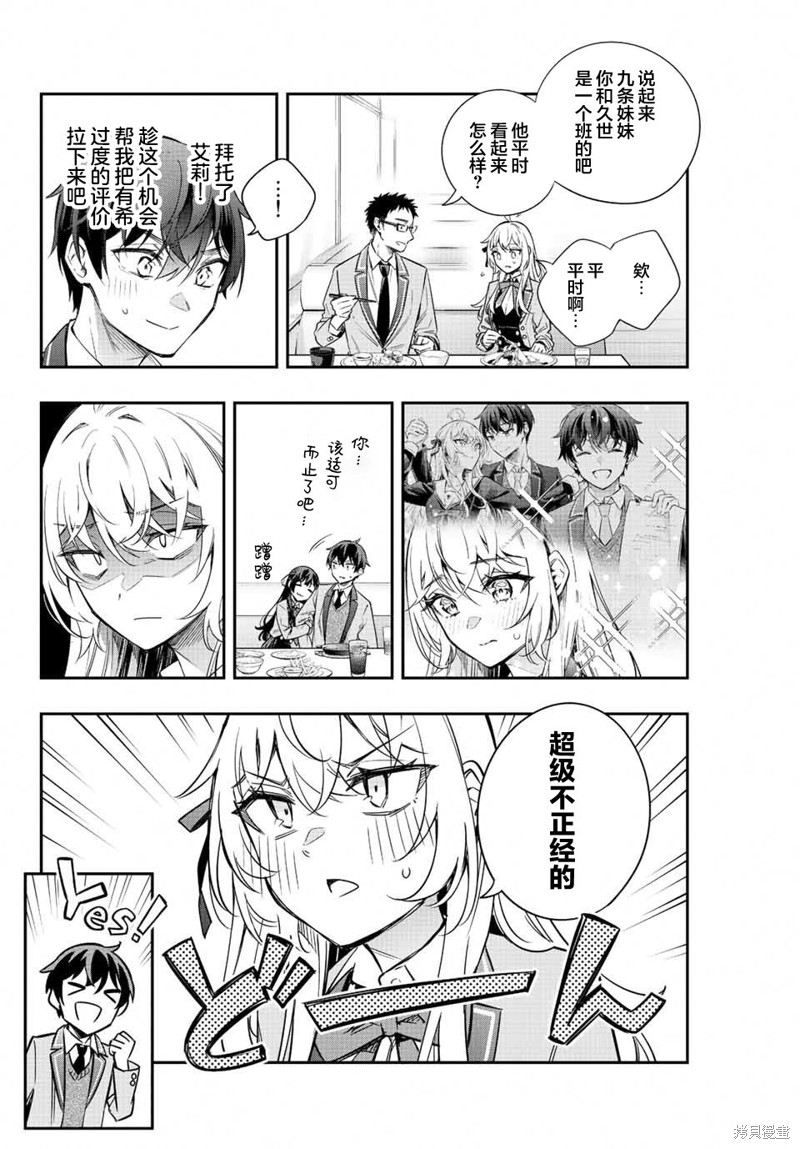 说起来
九条妹妹
你和久世
是一个班的吧
他平时
看起来
怎么样？
欸…
平…
平时啊…
…！
拜托了
艾莉！
趁这个机会
帮我把有希
过度的评价
拉下来吧
你…
该适可
而止了吧…
蹭
蹭
超级不正经的
どーん
Yes!
拷貝漫畫